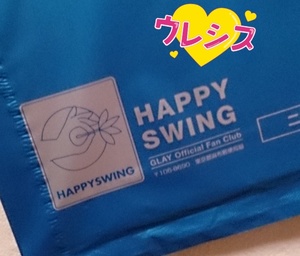 ウレシス
HAPPY
SWING
GLAY Official Fan Club
HAPPYSWING